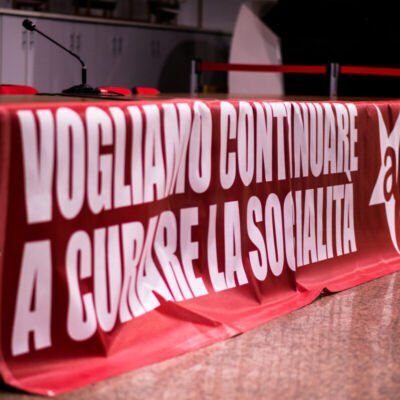 VOGLIAMO CONTINUARE
A CURARE LA SOCIALITÀ
a